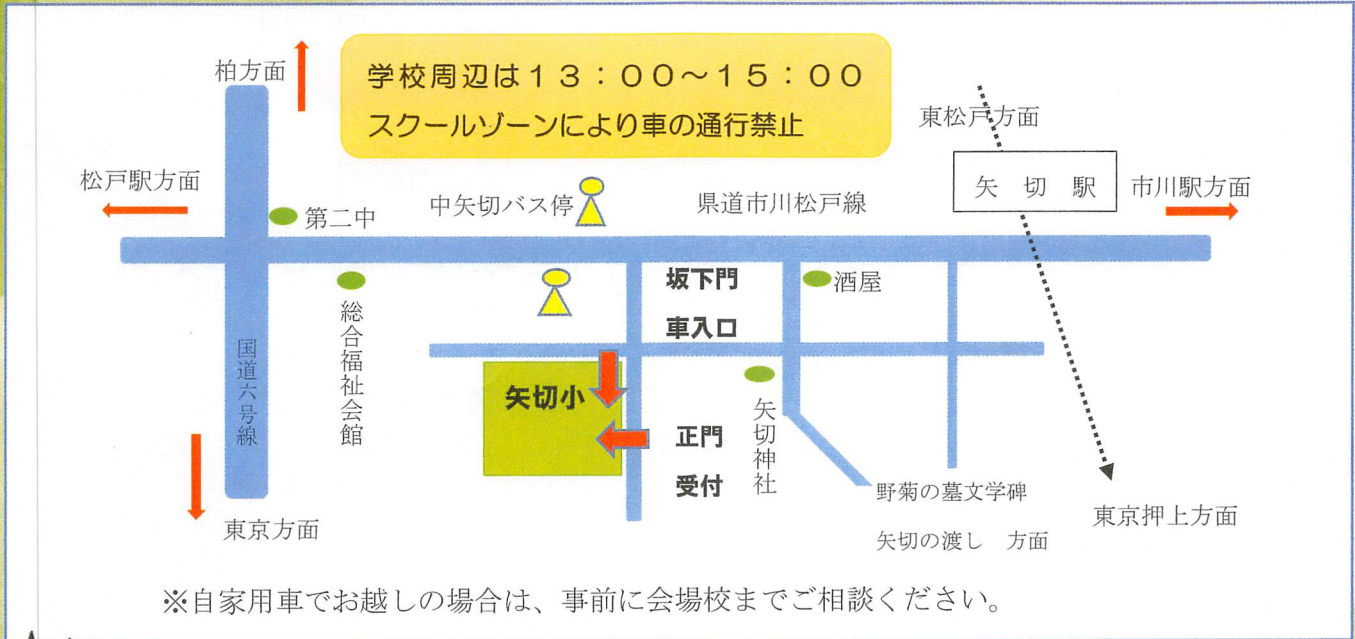 柏方面
学校周辺は１３：００～１５：００
スクールゾーンにより車の通行禁止
東松戸方面
松戸駅方面
第二中
中矢切バス停
県道市川松戸線
矢　切　駅
市川駅方面
総合福祉会館
国道六号線
坂下門
車入口
酒屋
矢切小
正門
受付
矢切神社
野菊の墓文学碑
矢切の渡し　方面
東京方面
東京押上方面
※自家用車でお越しの場合は、事前に会場校までご相談ください。